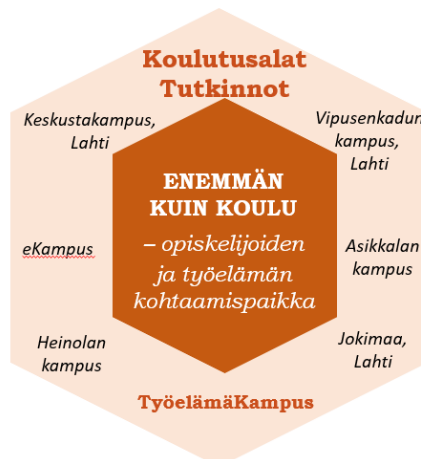 Koulutusalat
Tutkinnot
Keskustakampus,
Lahti
Vipusenkadun
kampus,
Lahti
ENEMMÄN
KUIN KOULU
– opiskelijoiden
ja työelämän
kohtaamispaikka
eKampus
Asikkalan
kampus
Heinolan
kampus
Jokimaa,
Lahti
TyöelämäKampus